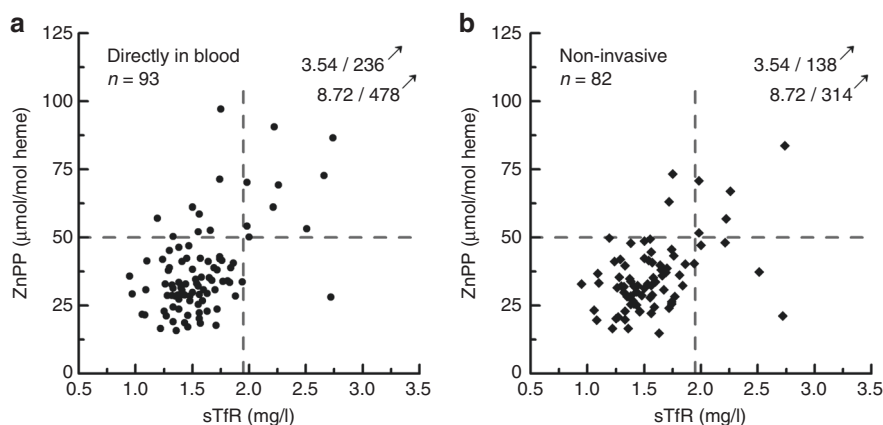 a
Directly in blood
n = 93
3.54 / 236
8.72 / 478
125
100
75
50
25
0
ZnPP (μmol/mol heme)
0.5 1.0 1.5 2.0 2.5 3.0 3.5
sTfR (mg/l)
b
Non-invasive
n = 82
3.54 / 138
8.72 / 314
125
100
75
50
25
0
ZnPP (μmol/mol heme)
0.5 1.0 1.5 2.0 2.5 3.0 3.5
sTfR (mg/l)